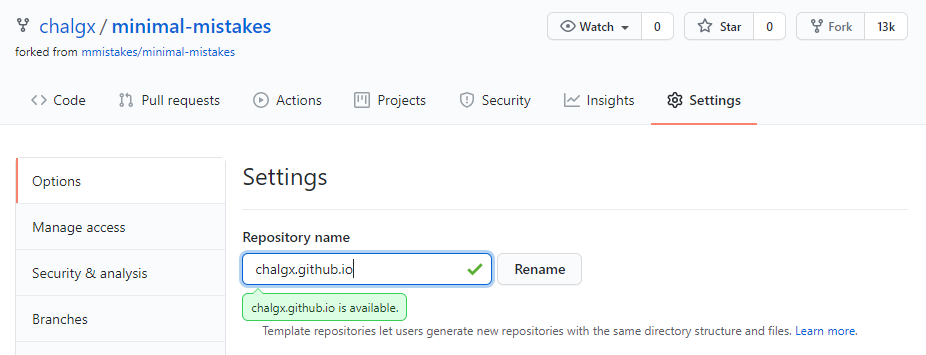 chalgx / minimal-mistakes
Watch 0
Star 0
Fork 13k
forked from mmistakes/minimal-mistakes
Code
Pull requests
Actions
Projects
Security
Insights
Settings
Options
Manage access
Security & analysis
Branches
Settings
Repository name
chalgx.github.io
Rename
chalgx.github.io is available.
Template repositories let users generate new repositories with the same directory structure and files. Learn more.